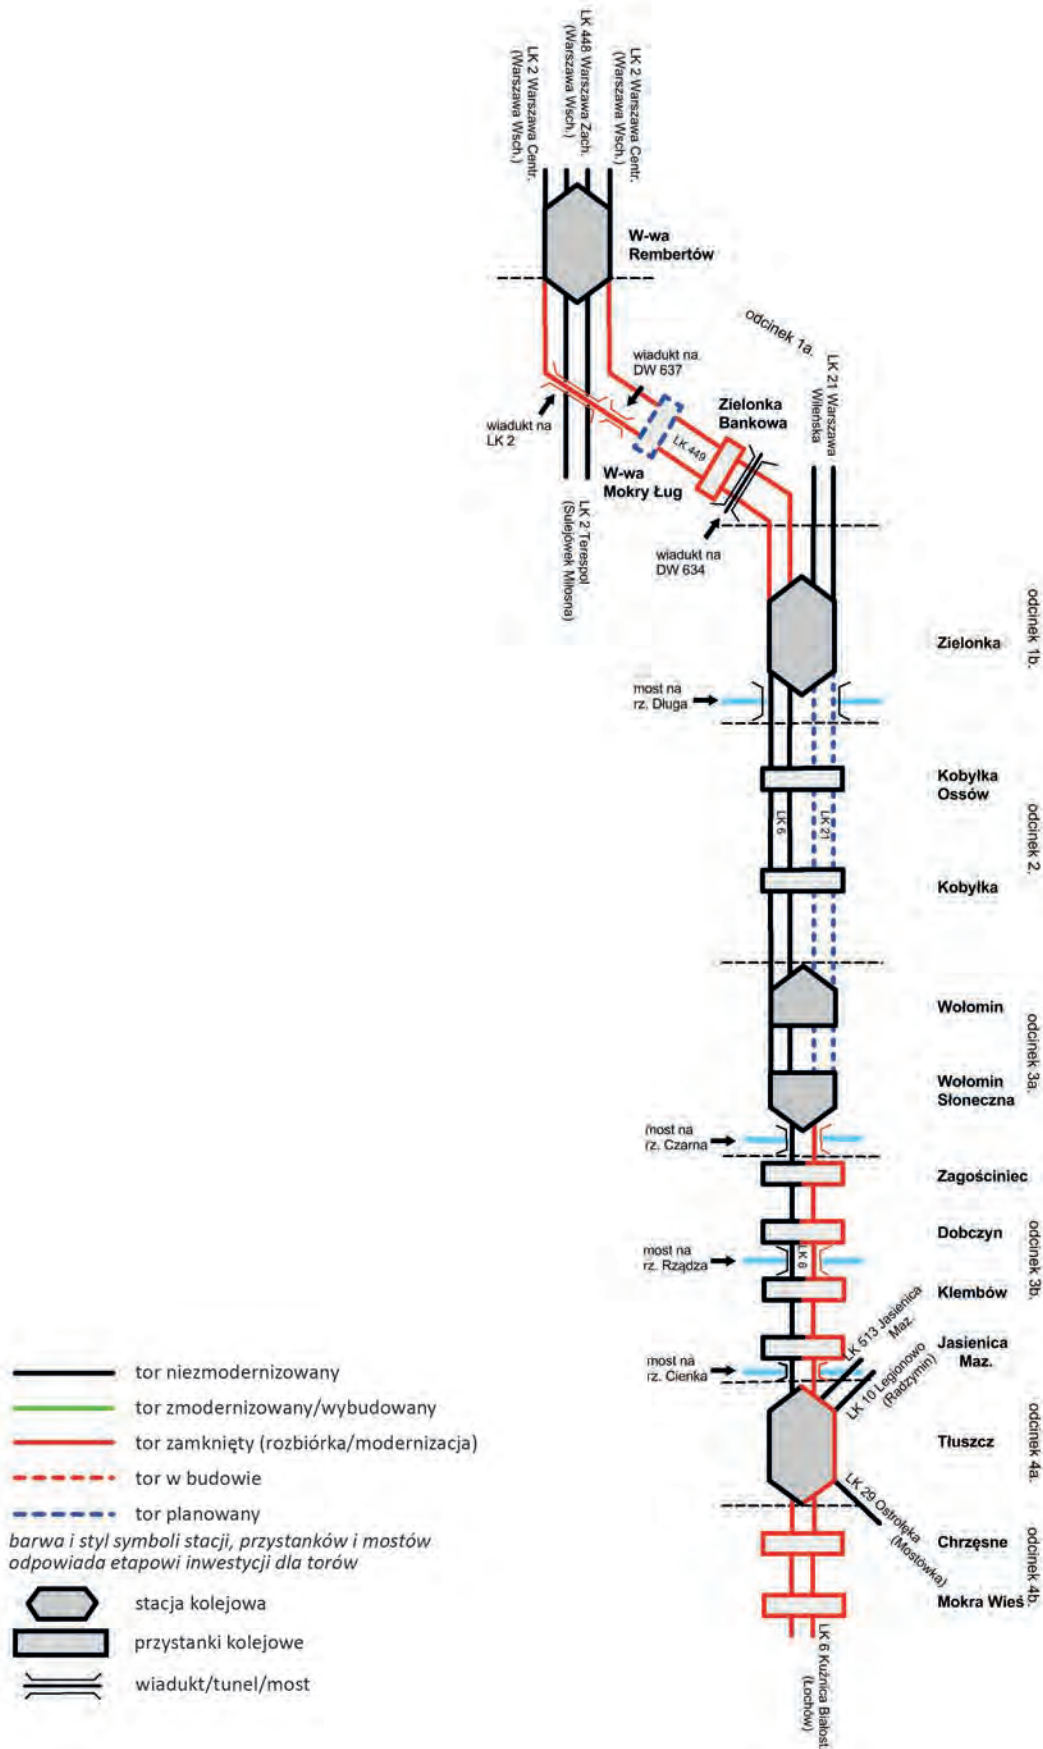 LK 2 Warszawa Centr.
(Warszawa Wsch.)
LK 448 Warszawa Zach.
(Warszawa Wsch.)
LK 2 Warszawa Centr.
(Warszawa Wsch.)
W-wa
Rembertów
odcinek 1a.
wiadukt na
DW 637
LK 21 Warszawa
Wileńska
Zielonka
Bankowa
wiadukt na
LK 2
LK 449
W-wa
Mokry Ług
LK 2 Terespol
(Sulejówek Miłosna)
wiadukt na
DW 634
odcinek 1b.
Zielonka
most na
rz. Długa
Kobyłka
Ossów
LK 6
LK 21
odcinek 2.
Kobyłka
Wołomin
odcinek 3a.
Wołomin
Słoneczna
most na
rz. Czarna
Zagościniec
Dobczyn
most na
rz. Rządza
LK 6
odcinek 3b.
Klembów
LK 513 Jasienica
Maz.
Jasienica
Maz.
most na
rz. Cienka
LK 10 Legionowo
(Radzymin)
odcinek 4a.
Tłuszcz
LK 29 Ostrołęka
(Mostówka)
Chrzęsne
odcinek 4b.
Mokra Wieś
LK 6 Kuźnica Białost.
(Łochów)
tor niezmodernizowany
tor zmodernizowany/wybudowany
tor zamknięty (rozbiórka/modernizacja)
tor w budowie
tor planowany
barwa i styl symboli stacji, przystanków i mostów
odpowiada etapowi inwestycji dla torów
stacja kolejowa
przystanki kolejowe
wiadukt/tunel/most